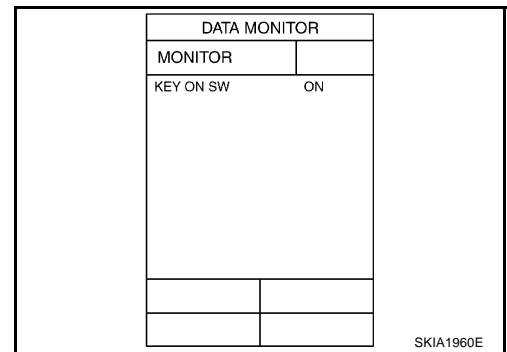 DATA MONITOR
MONITOR
KEY ON SW ON
SKIA1960E